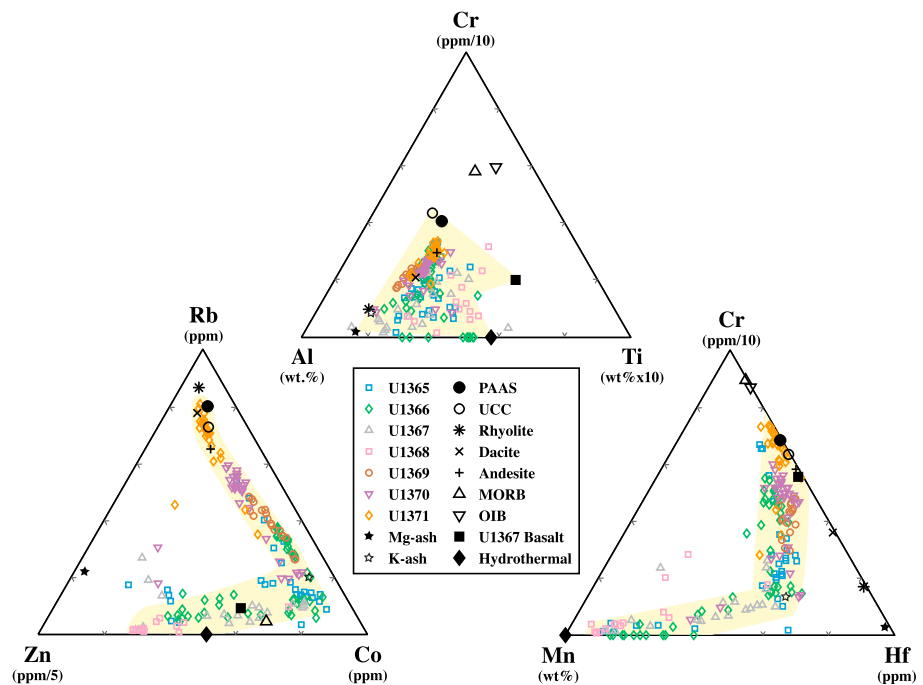 Cr
(ppm/10)
Al
(wt.%)
Ti
(wt%x10)
Rb
(ppm)
Zn
(ppm/5)
Co
(ppm)
Cr
(ppm/10)
Mn
(wt%)
Hf
(ppm)
U1365 PAAS
U1366 UCC
U1367 Rhyolite
U1368 Dacite
U1369 Andesite
U1370 MORB
U1371 OIB
Mg-ash U1367 Basalt
K-ash Hydrothermal